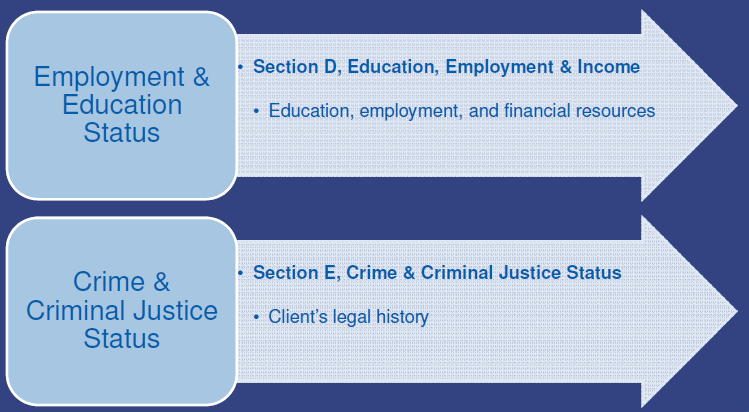 Employment &
Education
Status
• Section D, Education, Employment & Income
• Education, employment, and financial resources
Crime &
Criminal Justice
Status
• Section E, Crime & Criminal Justice Status
• Client’s legal history